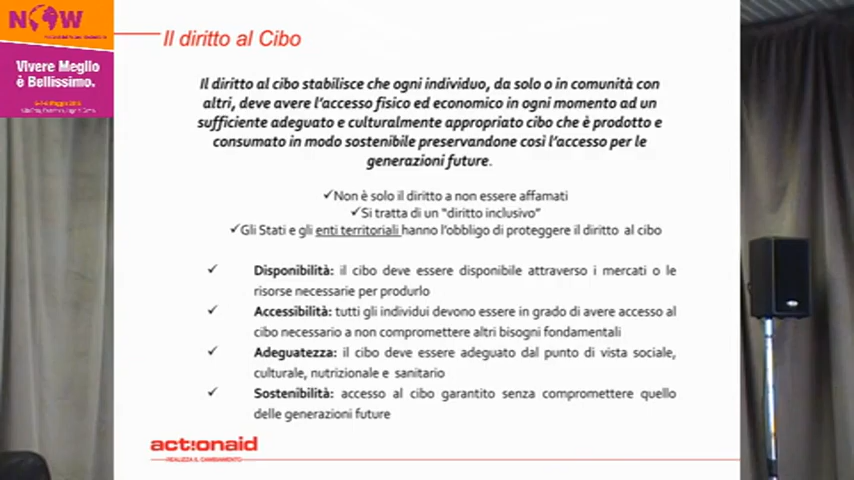 NOW
Vivere Meglio
è Bellissimo.
Il diritto al Cibo
Il diritto al cibo stabilisce che ogni individuo, da solo o in comunità con
altri, deve avere l'accesso fisico ed economico in ogni momento ad un
sufficiente adeguato e culturalmente appropriato cibo che è prodotto e
consumato in modo sostenibile preservandone così l'accesso per le
generazioni future.
✓Non è solo il diritto a non essere affamati
✓Si tratta di un "diritto inclusivo"
✓Gli Stati e gli enti territoriali hanno l'obbligo di proteggere il diritto al cibo
✓ Disponibilità: il cibo deve essere disponibile attraverso i mercati o le
risorse necessarie per produrlo
✓ Accessibilità: tutti gli individui devono essere in grado di avere accesso al
cibo necessario a non compromettere altri bisogni fondamentali
✓ Adeguatezza: il cibo deve essere adeguato dal punto di vista sociale,
culturale, nutrizionale e sanitario
✓ Sostenibilità: accesso al cibo garantito senza compromettere quello
delle generazioni future
act:onaid
REALIZZA IL CAMBIAMENTO